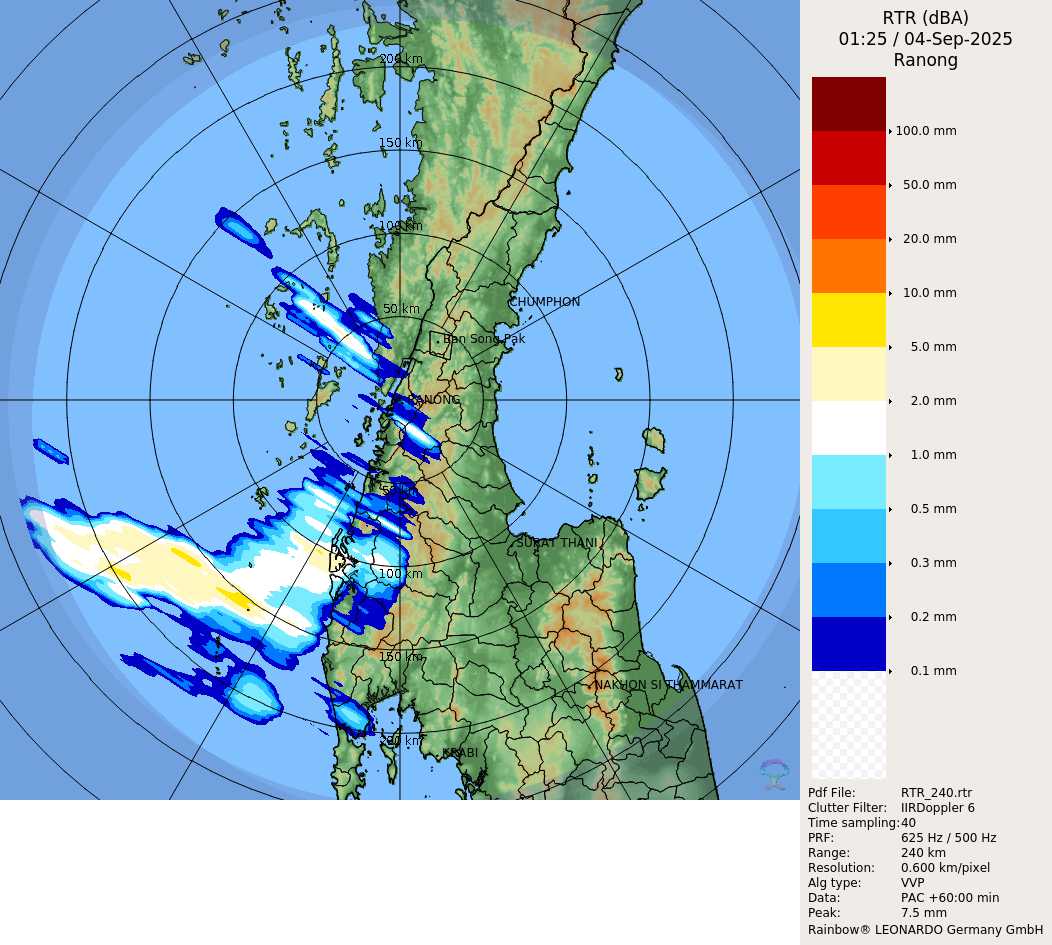 RTR (dBA)
01:25 / 04-Sep-2025
Ranong
200 km
150 km
100 km
50 km
CHUMPHON
Ban Song Pak
RANONG
50 km
SURAT THANI
100 km
150 km
NAKHON SI THAMMARAT
200 km
KRABI
100.0 mm
50.0 mm
20.0 mm
10.0 mm
5.0 mm
2.0 mm
1.0 mm
0.5 mm
0.3 mm
0.2 mm
0.1 mm
Pdf File: RTR_240.rtr
Clutter Filter: IIRDoppler 6
Time sampling:40
PRF: 625 Hz / 500 Hz
Range: 240 km
Resolution: 0.600 km/pixel
Alg type: VVP
Data: PAC +60:00 min
Peak: 7.5 mm
Rainbow® LEONARDO Germany GmbH